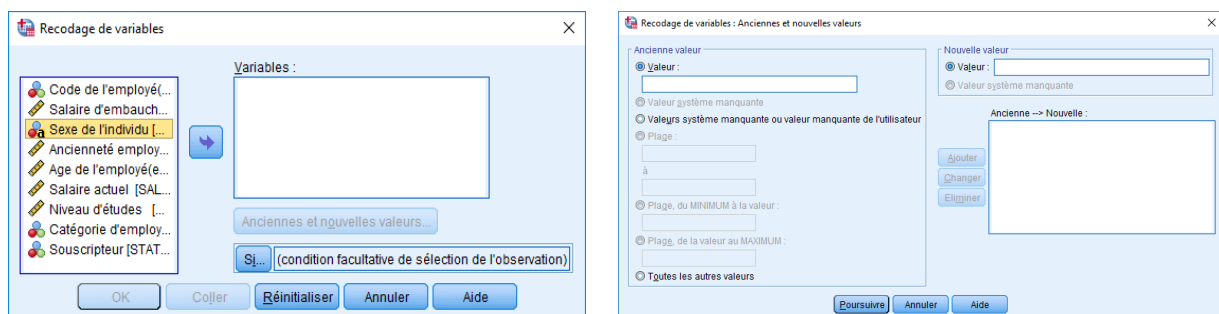 Recodage de variables
Variables :
Code de l'employé(...
Salaire d'embauch...
Sexe de l'individu [...
Ancienneté employ...
Age de l'employé(e...
Salaire actuel [SAL...
Niveau d'études [...
Catégorie d'employ...
Souscripteur [STAT...
Anciennes et nouvelles valeurs...
Si... (condition facultative de sélection de l'observation)
OK Coller Réinitialiser Annuler Aide
Recodage de variables : Anciennes et nouvelles valeurs
Ancienne valeur
Valeur :
Valeur système manquante
Valeurs système manquante ou valeur manquante de l'utilisateur
Plage :
à
Plage, du MINIMUM à la valeur :
Plage, de la valeur au MAXIMUM :
Toutes les autres valeurs
Nouvelle valeur
Valeur :
Valeur système manquante
Ancienne --> Nouvelle :
Ajouter
Changer
Eliminer
Poursuivre Annuler Aide